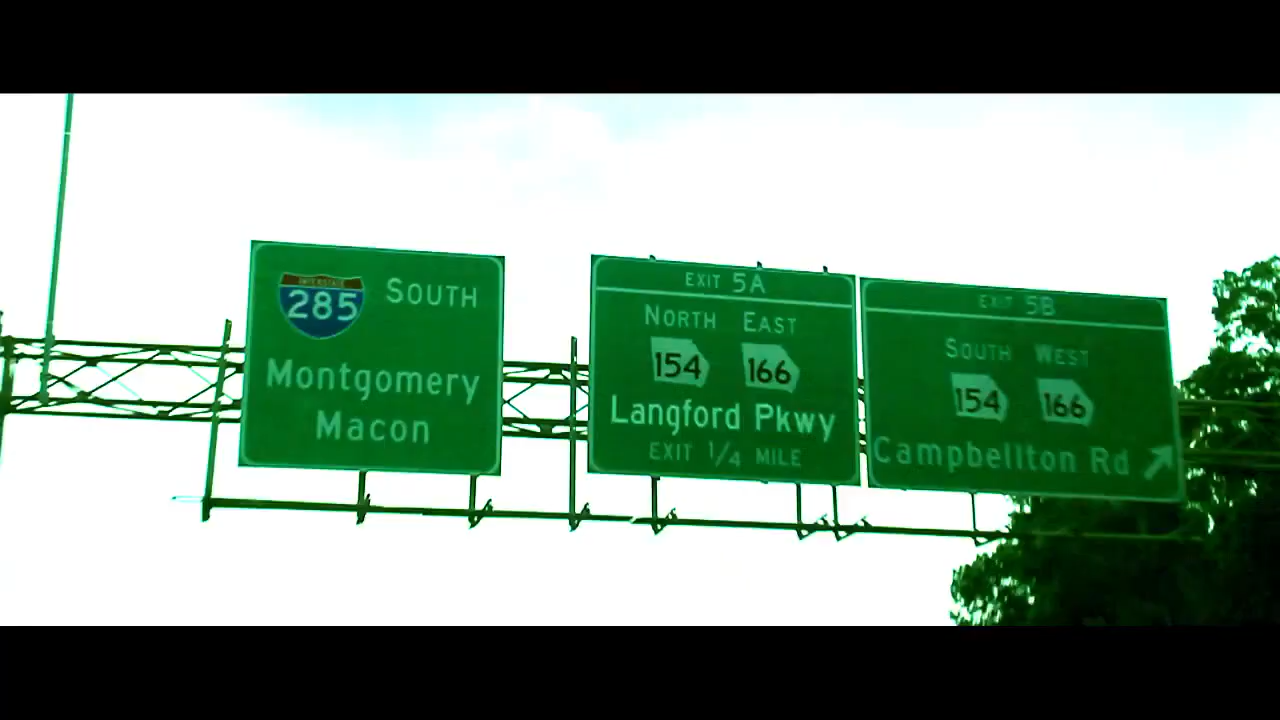 INTERSTATE
285
SOUTH
Montgomery
Macon
EXIT 5A
NORTH EAST
154 166
Langford Pkwy
EXIT 1/4 MILE
EXIT 5B
SOUTH WEST
154 166
Campbellton Rd